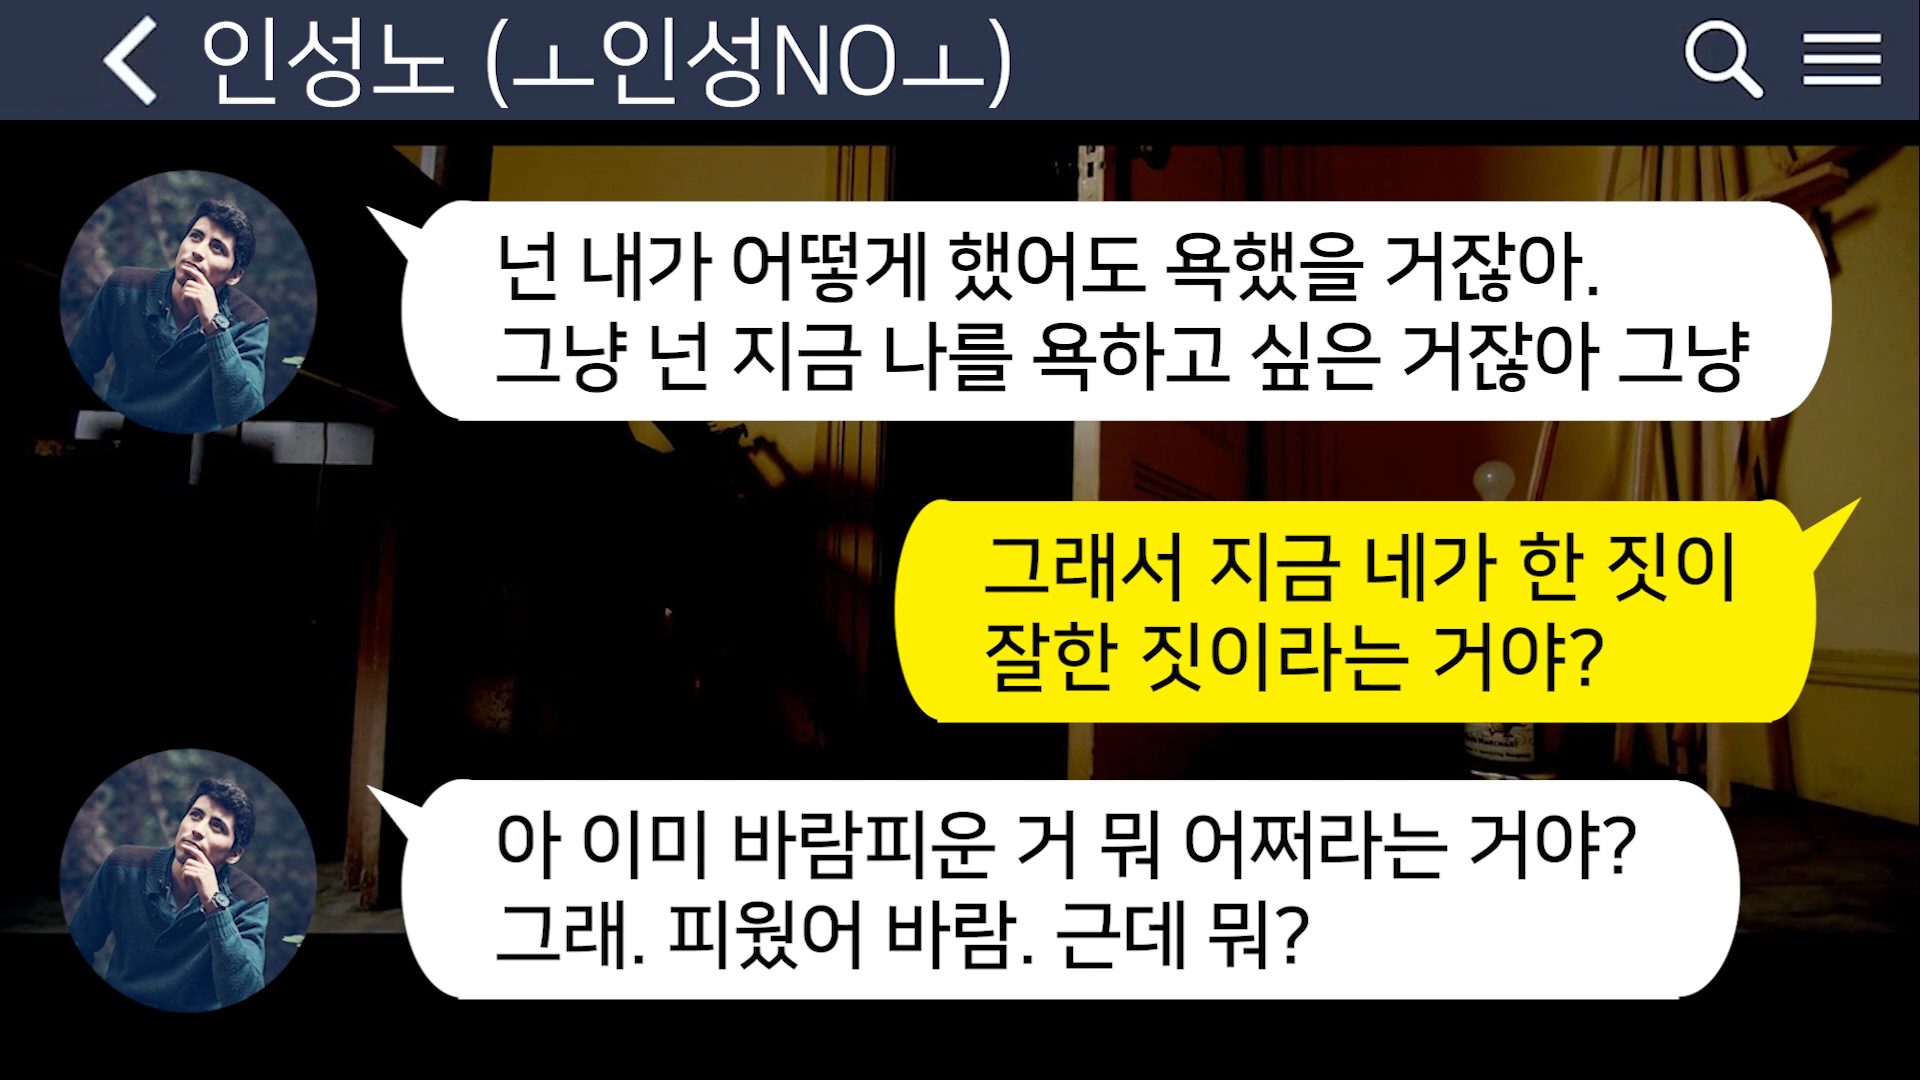 인성노 (ㅗ인성NOㅗ)
넌 내가 어떻게 했어도 욕했을 거잖아.
그냥 넌 지금 나를 욕하고 싶은 거잖아 그냥
그래서 지금 네가 한 짓이
잘한 짓이라는 거야?
아 이미 바람피운 거 뭐 어쩌라는 거야?
그래. 피웠어 바람. 근데 뭐?